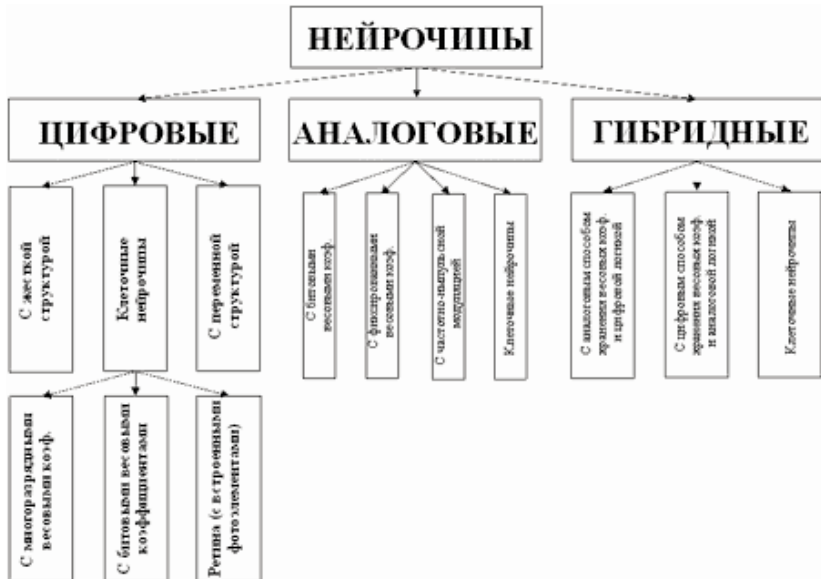 НЕЙРОЧИПЫ
ЦИФРОВЫЕ
АНАЛОГОВЫЕ
ГИБРИДНЫЕ
С жесткой
структурой
Клеточные
нейрочипы
С переменной
структурой
С битовыми
весовыми коэф.
С фиксированными
весовыми коэф.
С частотно-импульсной
модуляцией
Клеточные нейрочипы
С аналоговым способом
хранения весовых коэф.
и цифровой логикой
С цифровым способом
хранения весовых коэф.
и аналоговой логикой
Клеточные нейрочипы
С многоразрядными
весовыми коэф.
С битовыми весовыми
коэффициентами
Ретина (с встроенными
фотоэлементами)